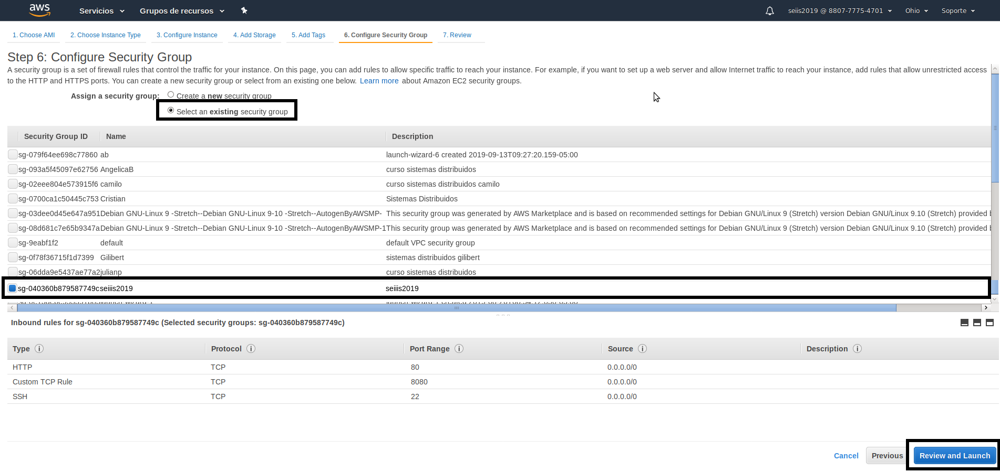 aws Servicios Grupos de recursos seiis2019 @ 8807-7775-4701 Ohio Soporte
1. Choose AMI 2. Choose Instance Type 3. Configure Instance 4. Add Storage 5. Add Tags 6. Configure Security Group 7. Review
Step 6: Configure Security Group
A security group is a set of firewall rules that control the traffic for your instance. On this page, you can add rules to allow specific traffic to reach your instance. For example, if you want to set up a web server and allow Internet traffic to reach your instance, add rules that allow unrestricted access
to the HTTP and HTTPS ports. You can create a new security group or select from an existing one below. Learn more about Amazon EC2 security groups.
Assign a security group: Create a new security group
Select an existing security group
Security Group ID Name Description
sg-079f64ee698c77860 ab launch-wizard-6 created 2019-09-13T09:27:20.159-05:00
sg-093a5f45097e62756 AngelicaB curso sistemas distribuidos
sg-02eee804e573915f6 camilo curso sistemas distribuidos camilo
sg-0700ca1c50445c753 Cristian Sistemas Distribuidos
sg-03dee0d45e647a951 Debian GNU-Linux 9 -Stretch--Debian GNU-Linux 9-10 -Stretch--AutogenByAWSMP- This security group was generated by AWS Marketplace and is based on recommended settings for Debian GNU/Linux 9 (Stretch) version Debian GNU/Linux 9.10 (Stretch) provided b
sg-08d681c7e65b9347a Debian GNU-Linux 9 -Stretch--Debian GNU-Linux 9-10 -Stretch--AutogenByAWSMP-1 This security group was generated by AWS Marketplace and is based on recommended settings for Debian GNU/Linux 9 (Stretch) version Debian GNU/Linux 9.10 (Stretch) provided b
sg-9eabf1f2 default default VPC security group
sg-0f78f36715f1d7399 Gilibert sistemas distribuidos gilibert
sg-06dda9e5437ae77a2 julianp curso sistemas distribuidos
sg-040360b879587749c seiiis2019 seiiis2019
Inbound rules for sg-040360b879587749c (Selected security groups: sg-040360b879587749c)
Type Protocol Port Range Source Description
HTTP TCP 80 0.0.0.0/0
Custom TCP Rule TCP 8080 0.0.0.0/0
SSH TCP 22 0.0.0.0/0
Cancel Previous Review and Launch